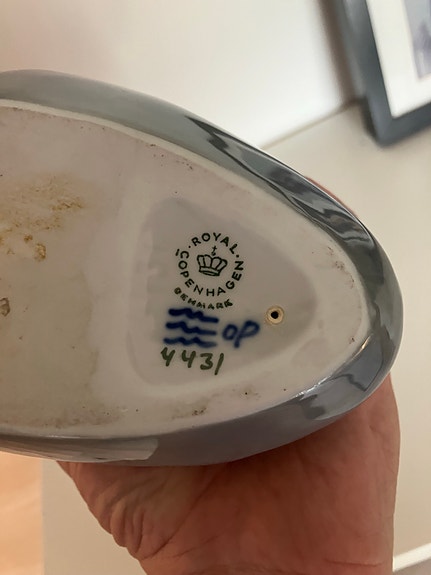 ROYAL
COPENHAGEN
DENMARK
OP
4431